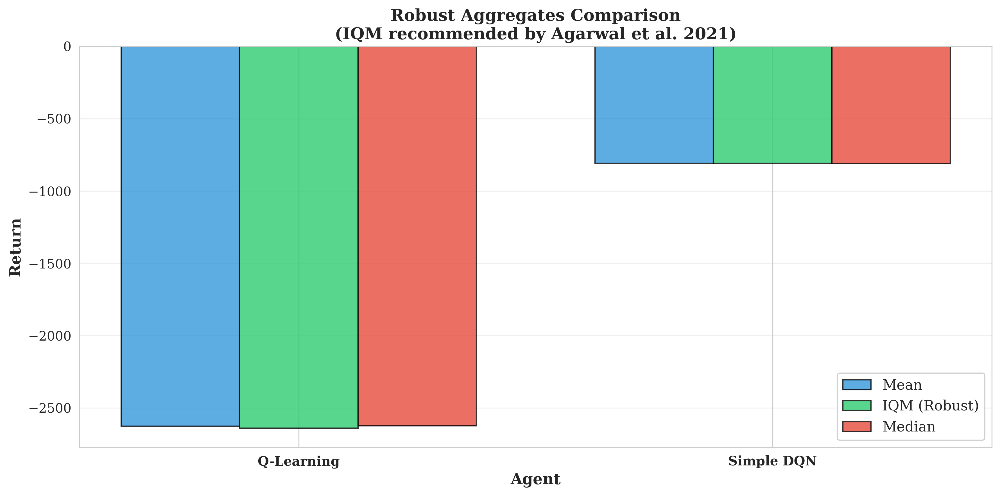 Robust Aggregates Comparison
(IQM recommended by Agarwal et al. 2021)
0
−500
−1000
−1500
−2000
−2500
Return
Q-Learning
Simple DQN
Agent
Mean
IQM (Robust)
Median